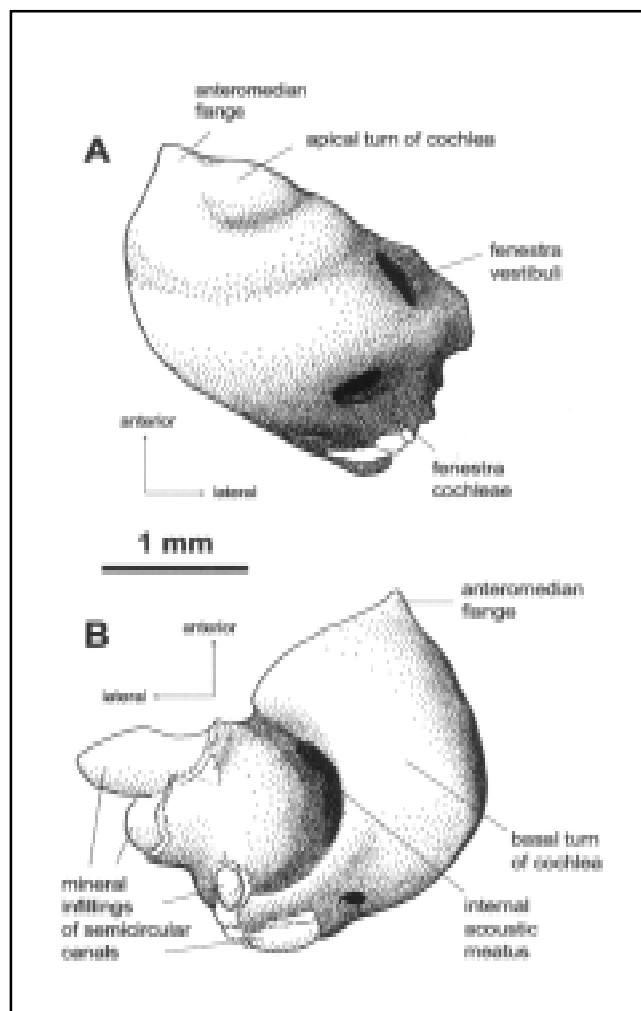 anteromedian
flange
A
apical turn of cochlea
fenestra
vestibuli
anterior
lateral
fenestra
cochleae
1 mm
anteromedian
flange
B
anterior
lateral
basal turn
of cochlea
mineral
infillings
of semicircular
canals
internal
acoustic
meatus